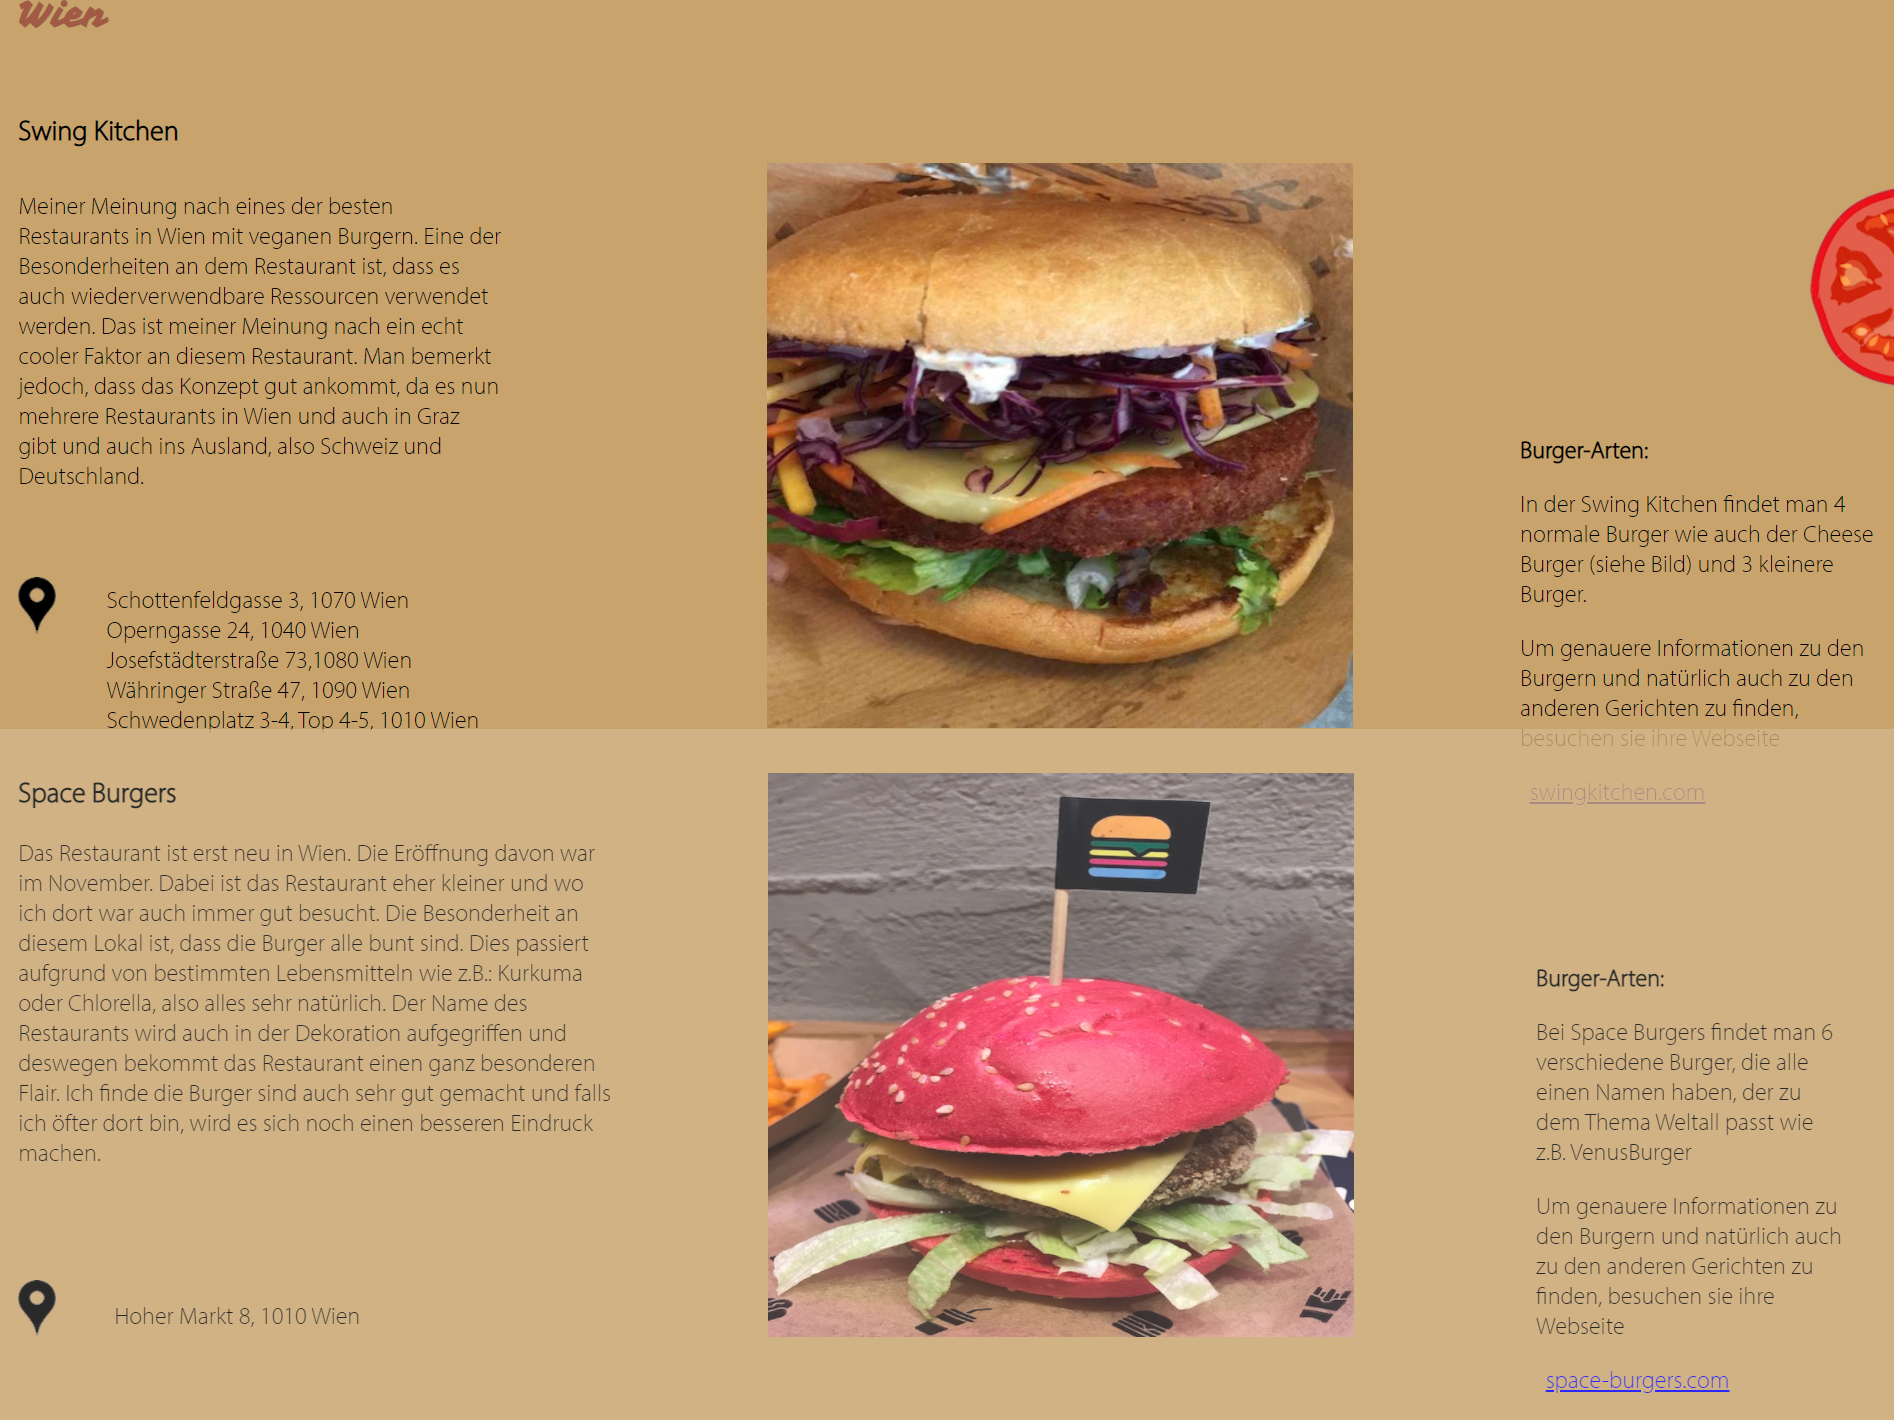 Wien
Swing Kitchen
Meiner Meinung nach eines der besten
Restaurants in Wien mit veganen Burgern. Eine der
Besonderheiten an dem Restaurant ist, dass es
auch wiederverwendbare Ressourcen verwendet
werden. Das ist meiner Meinung nach ein echt
cooler Faktor an diesem Restaurant. Man bemerkt
jedoch, dass das Konzept gut ankommt, da es nun
mehrere Restaurants in Wien und auch in Graz
gibt und auch ins Ausland, also Schweiz und
Deutschland.
Schottenfeldgasse 3, 1070 Wien
Operngasse 24, 1040 Wien
Josefstädterstraße 73,1080 Wien
Währinger Straße 47, 1090 Wien
Schwedenplatz 3-4, Top 4-5, 1010 Wien
Burger-Arten:
In der Swing Kitchen findet man 4
normale Burger wie auch der Cheese
Burger (siehe Bild) und 3 kleinere
Burger.
Um genauere Informationen zu den
Burgern und natürlich auch zu den
anderen Gerichten zu finden,
besuchen sie ihre Webseite
swingkitchen.com
Space Burgers
Das Restaurant ist erst neu in Wien. Die Eröffnung davon war
im November. Dabei ist das Restaurant eher kleiner und wo
ich dort war auch immer gut besucht. Die Besonderheit an
diesem Lokal ist, dass die Burger alle bunt sind. Dies passiert
aufgrund von bestimmten Lebensmitteln wie z.B.: Kurkuma
oder Chlorella, also alles sehr natürlich. Der Name des
Restaurants wird auch in der Dekoration aufgegriffen und
deswegen bekommt das Restaurant einen ganz besonderen
Flair. Ich finde die Burger sind auch sehr gut gemacht und falls
ich öfter dort bin, wird es sich noch einen besseren Eindruck
machen.
Hoher Markt 8, 1010 Wien
Burger-Arten:
Bei Space Burgers findet man 6
verschiedene Burger, die alle
einen Namen haben, der zu
dem Thema Weltall passt wie
z.B. VenusBurger
Um genauere Informationen zu
den Burgern und natürlich auch
zu den anderen Gerichten zu
finden, besuchen sie ihre
Webseite
space-burgers.com